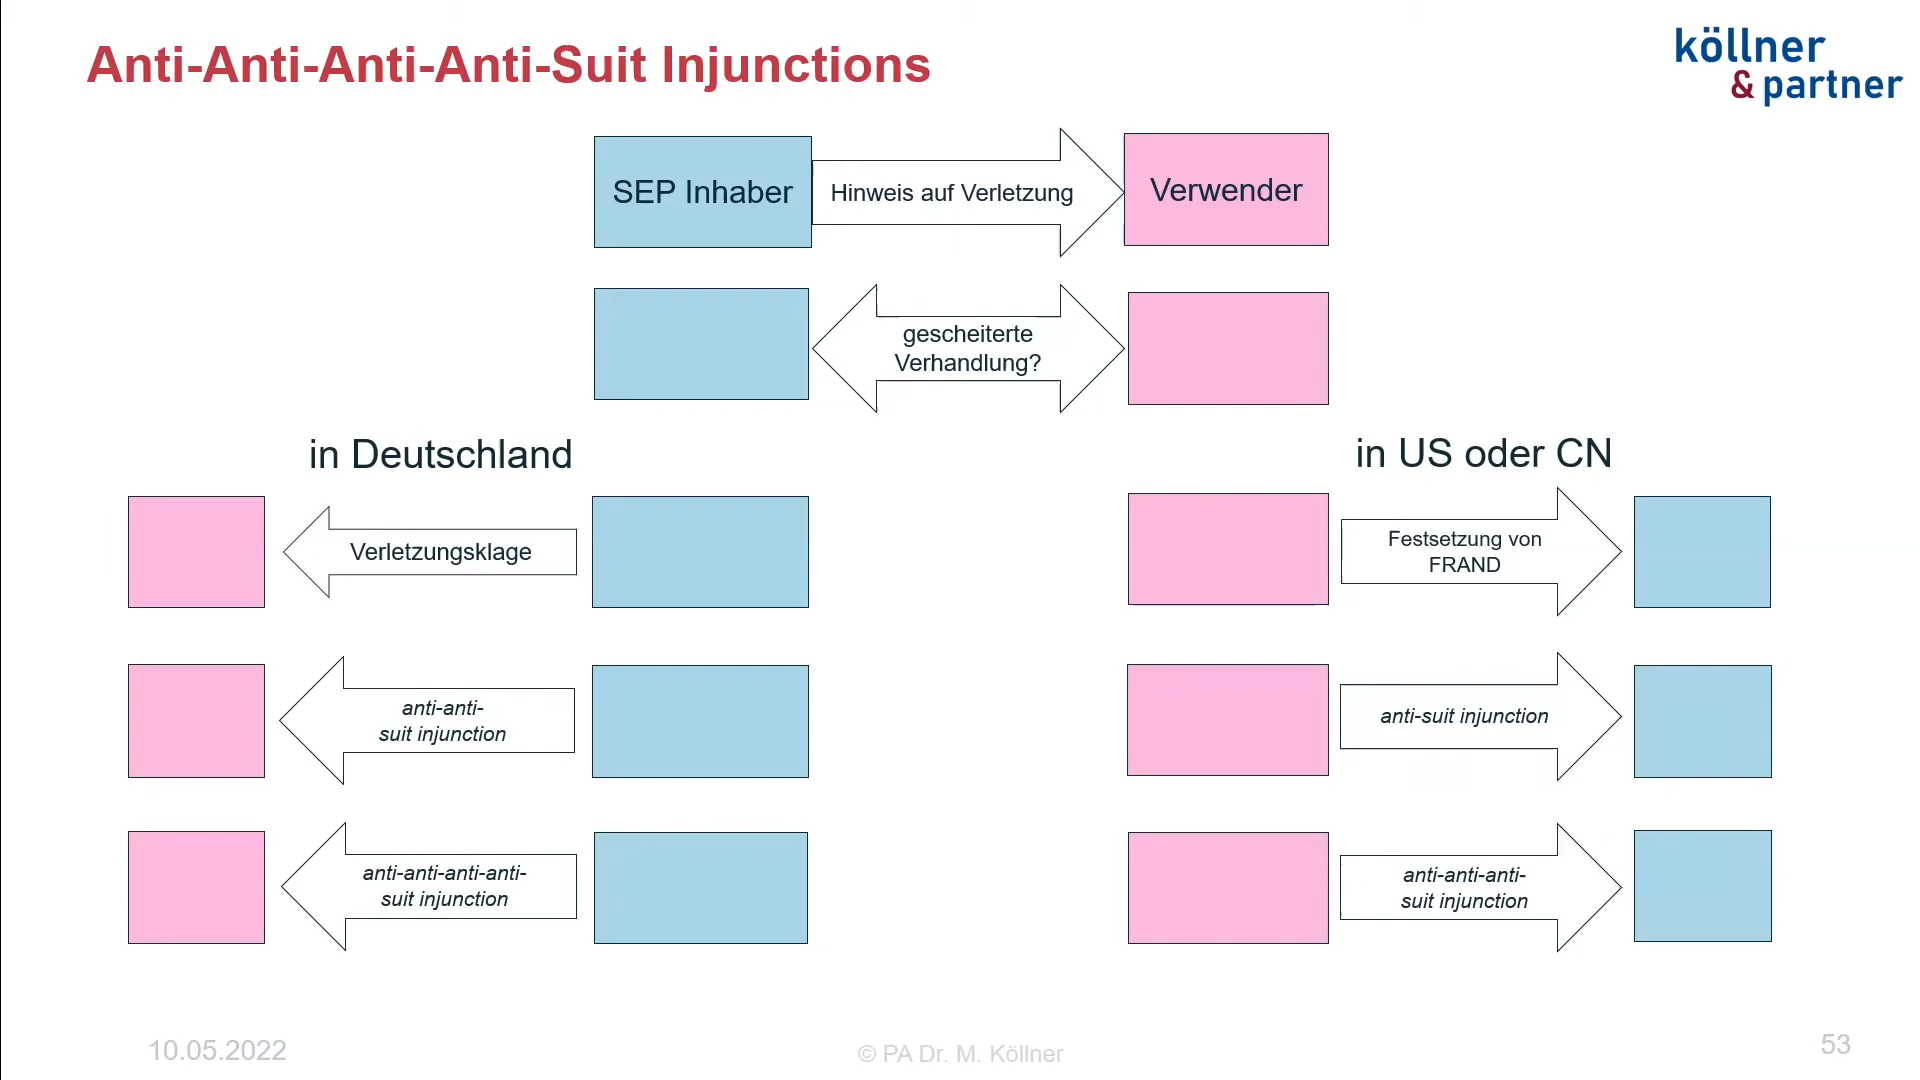 Anti-Anti-Anti-Anti-Suit Injunctions
köllner
& partner
SEP Inhaber
Hinweis auf Verletzung
Verwender
gescheiterte
Verhandlung?
in Deutschland
in US oder CN
Verletzungsklage
Festsetzung von
FRAND
anti-anti-
suit injunction
anti-suit injunction
anti-anti-anti-anti-
suit injunction
anti-anti-anti-
suit injunction
10.05.2022
© PA Dr. M. Köllner
53